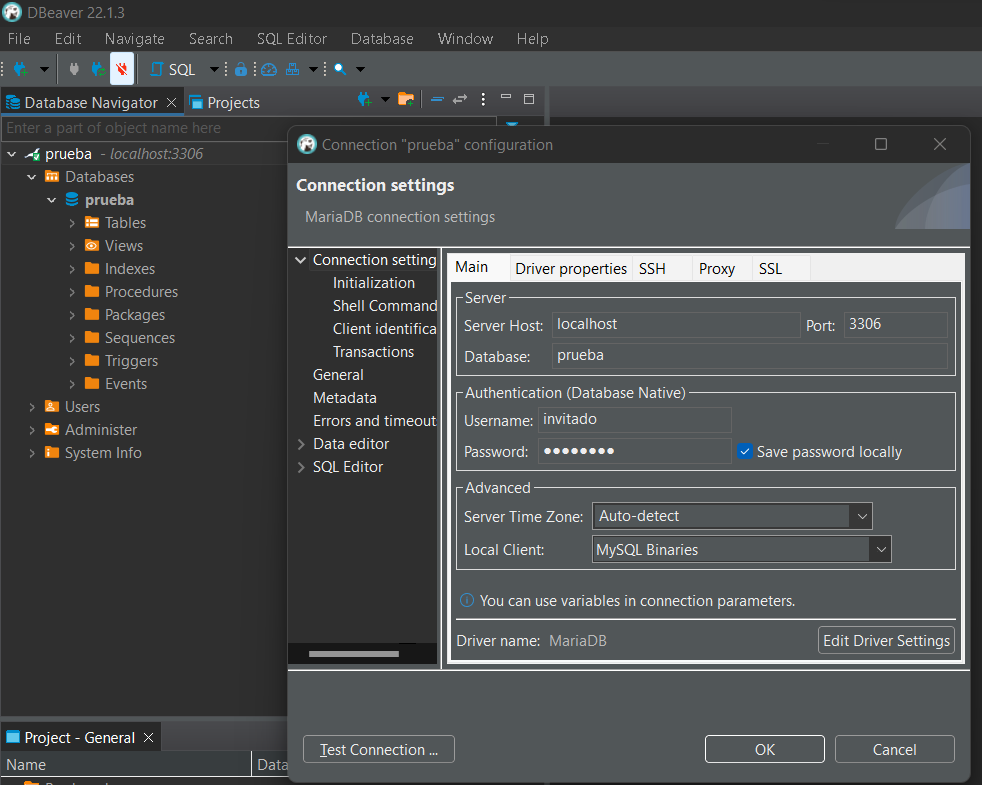 DBeaver 22.1.3
File Edit Navigate Search SQL Editor Database Window Help
SQL
Database Navigator Projects
Enter a part of object name here
prueba - localhost:3306
Databases
prueba
Tables
Views
Indexes
Procedures
Packages
Sequences
Triggers
Events
Users
Administer
System Info
Project - General
Name Data
Connection "prueba" configuration
Connection settings
MariaDB connection settings
Connection setting
Initialization
Shell Command
Client identifica
Transactions
General
Metadata
Errors and timeout
Data editor
SQL Editor
Main Driver properties SSH Proxy SSL
Server
Server Host: localhost Port: 3306
Database: prueba
Authentication (Database Native)
Username: invitado
Password: •••••••• Save password locally
Advanced
Server Time Zone: Auto-detect
Local Client: MySQL Binaries
You can use variables in connection parameters.
Driver name: MariaDB Edit Driver Settings
Test Connection ... OK Cancel